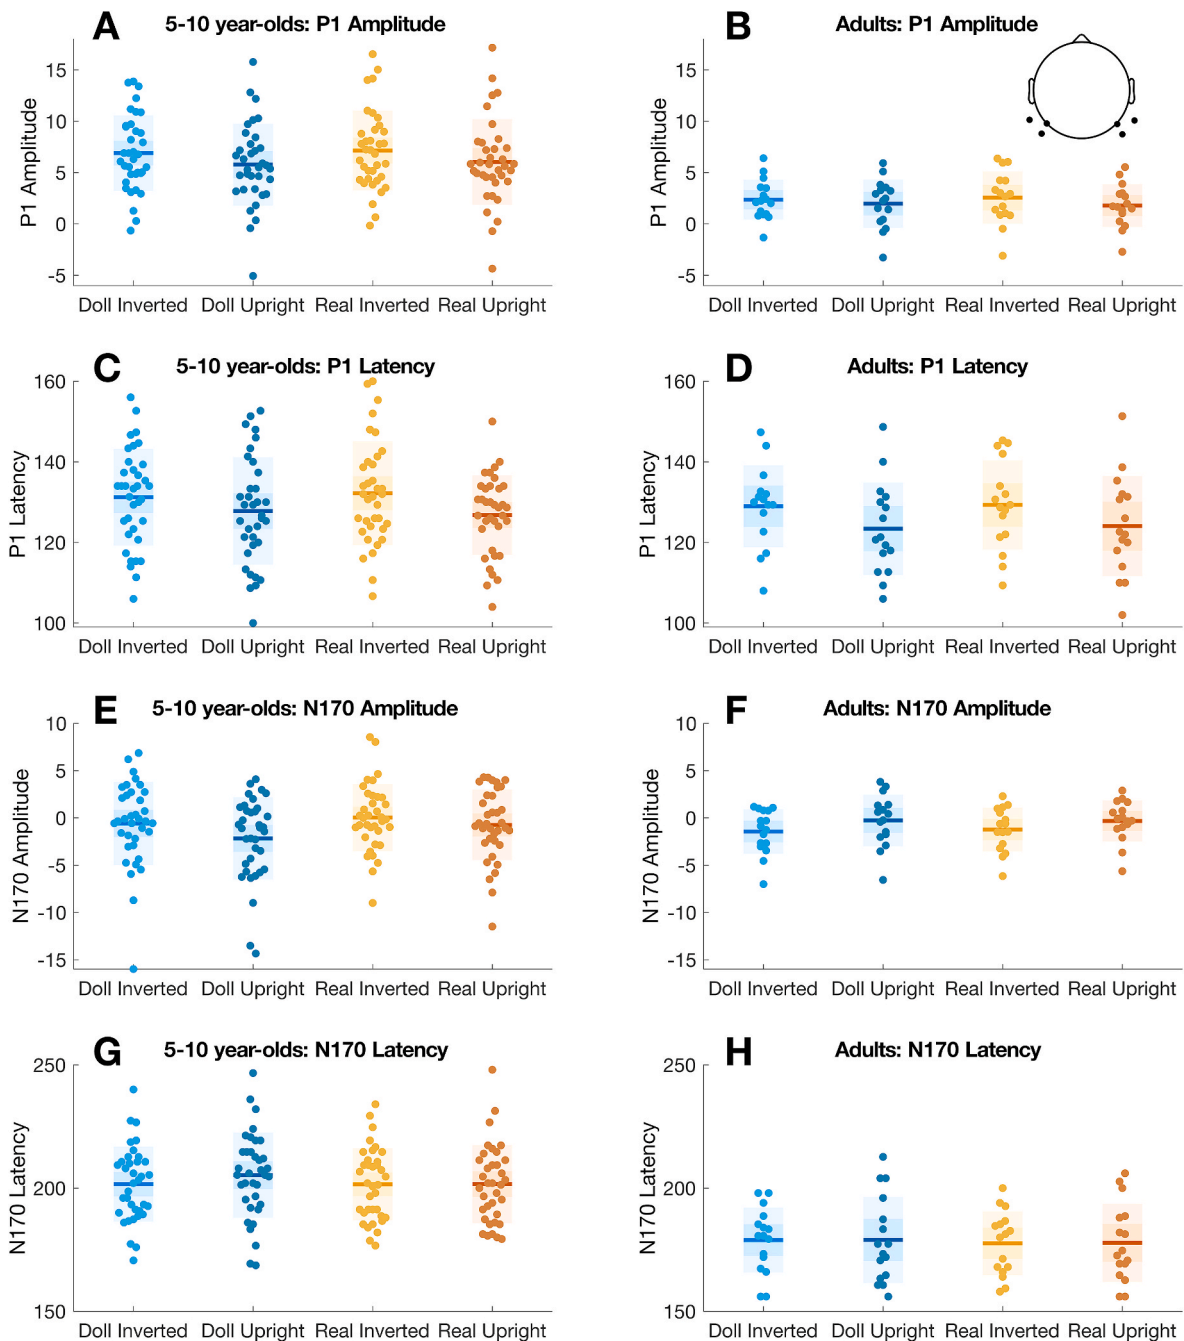 A 5-10 year-olds: P1 Amplitude
15
10
5
0
-5
P1 Amplitude
Doll Inverted Doll Upright Real Inverted Real Upright
B Adults: P1 Amplitude
15
10
5
0
-5
P1 Amplitude
Doll Inverted Doll Upright Real Inverted Real Upright
C 5-10 year-olds: P1 Latency
160
140
120
100
P1 Latency
Doll Inverted Doll Upright Real Inverted Real Upright
D Adults: P1 Latency
160
140
120
100
P1 Latency
Doll Inverted Doll Upright Real Inverted Real Upright
E 5-10 year-olds: N170 Amplitude
10
5
0
-5
-10
-15
N170 Amplitude
Doll Inverted Doll Upright Real Inverted Real Upright
F Adults: N170 Amplitude
10
5
0
-5
-10
-15
N170 Amplitude
Doll Inverted Doll Upright Real Inverted Real Upright
G 5-10 year-olds: N170 Latency
250
200
150
N170 Latency
Doll Inverted Doll Upright Real Inverted Real Upright
H Adults: N170 Latency
250
200
150
N170 Latency
Doll Inverted Doll Upright Real Inverted Real Upright